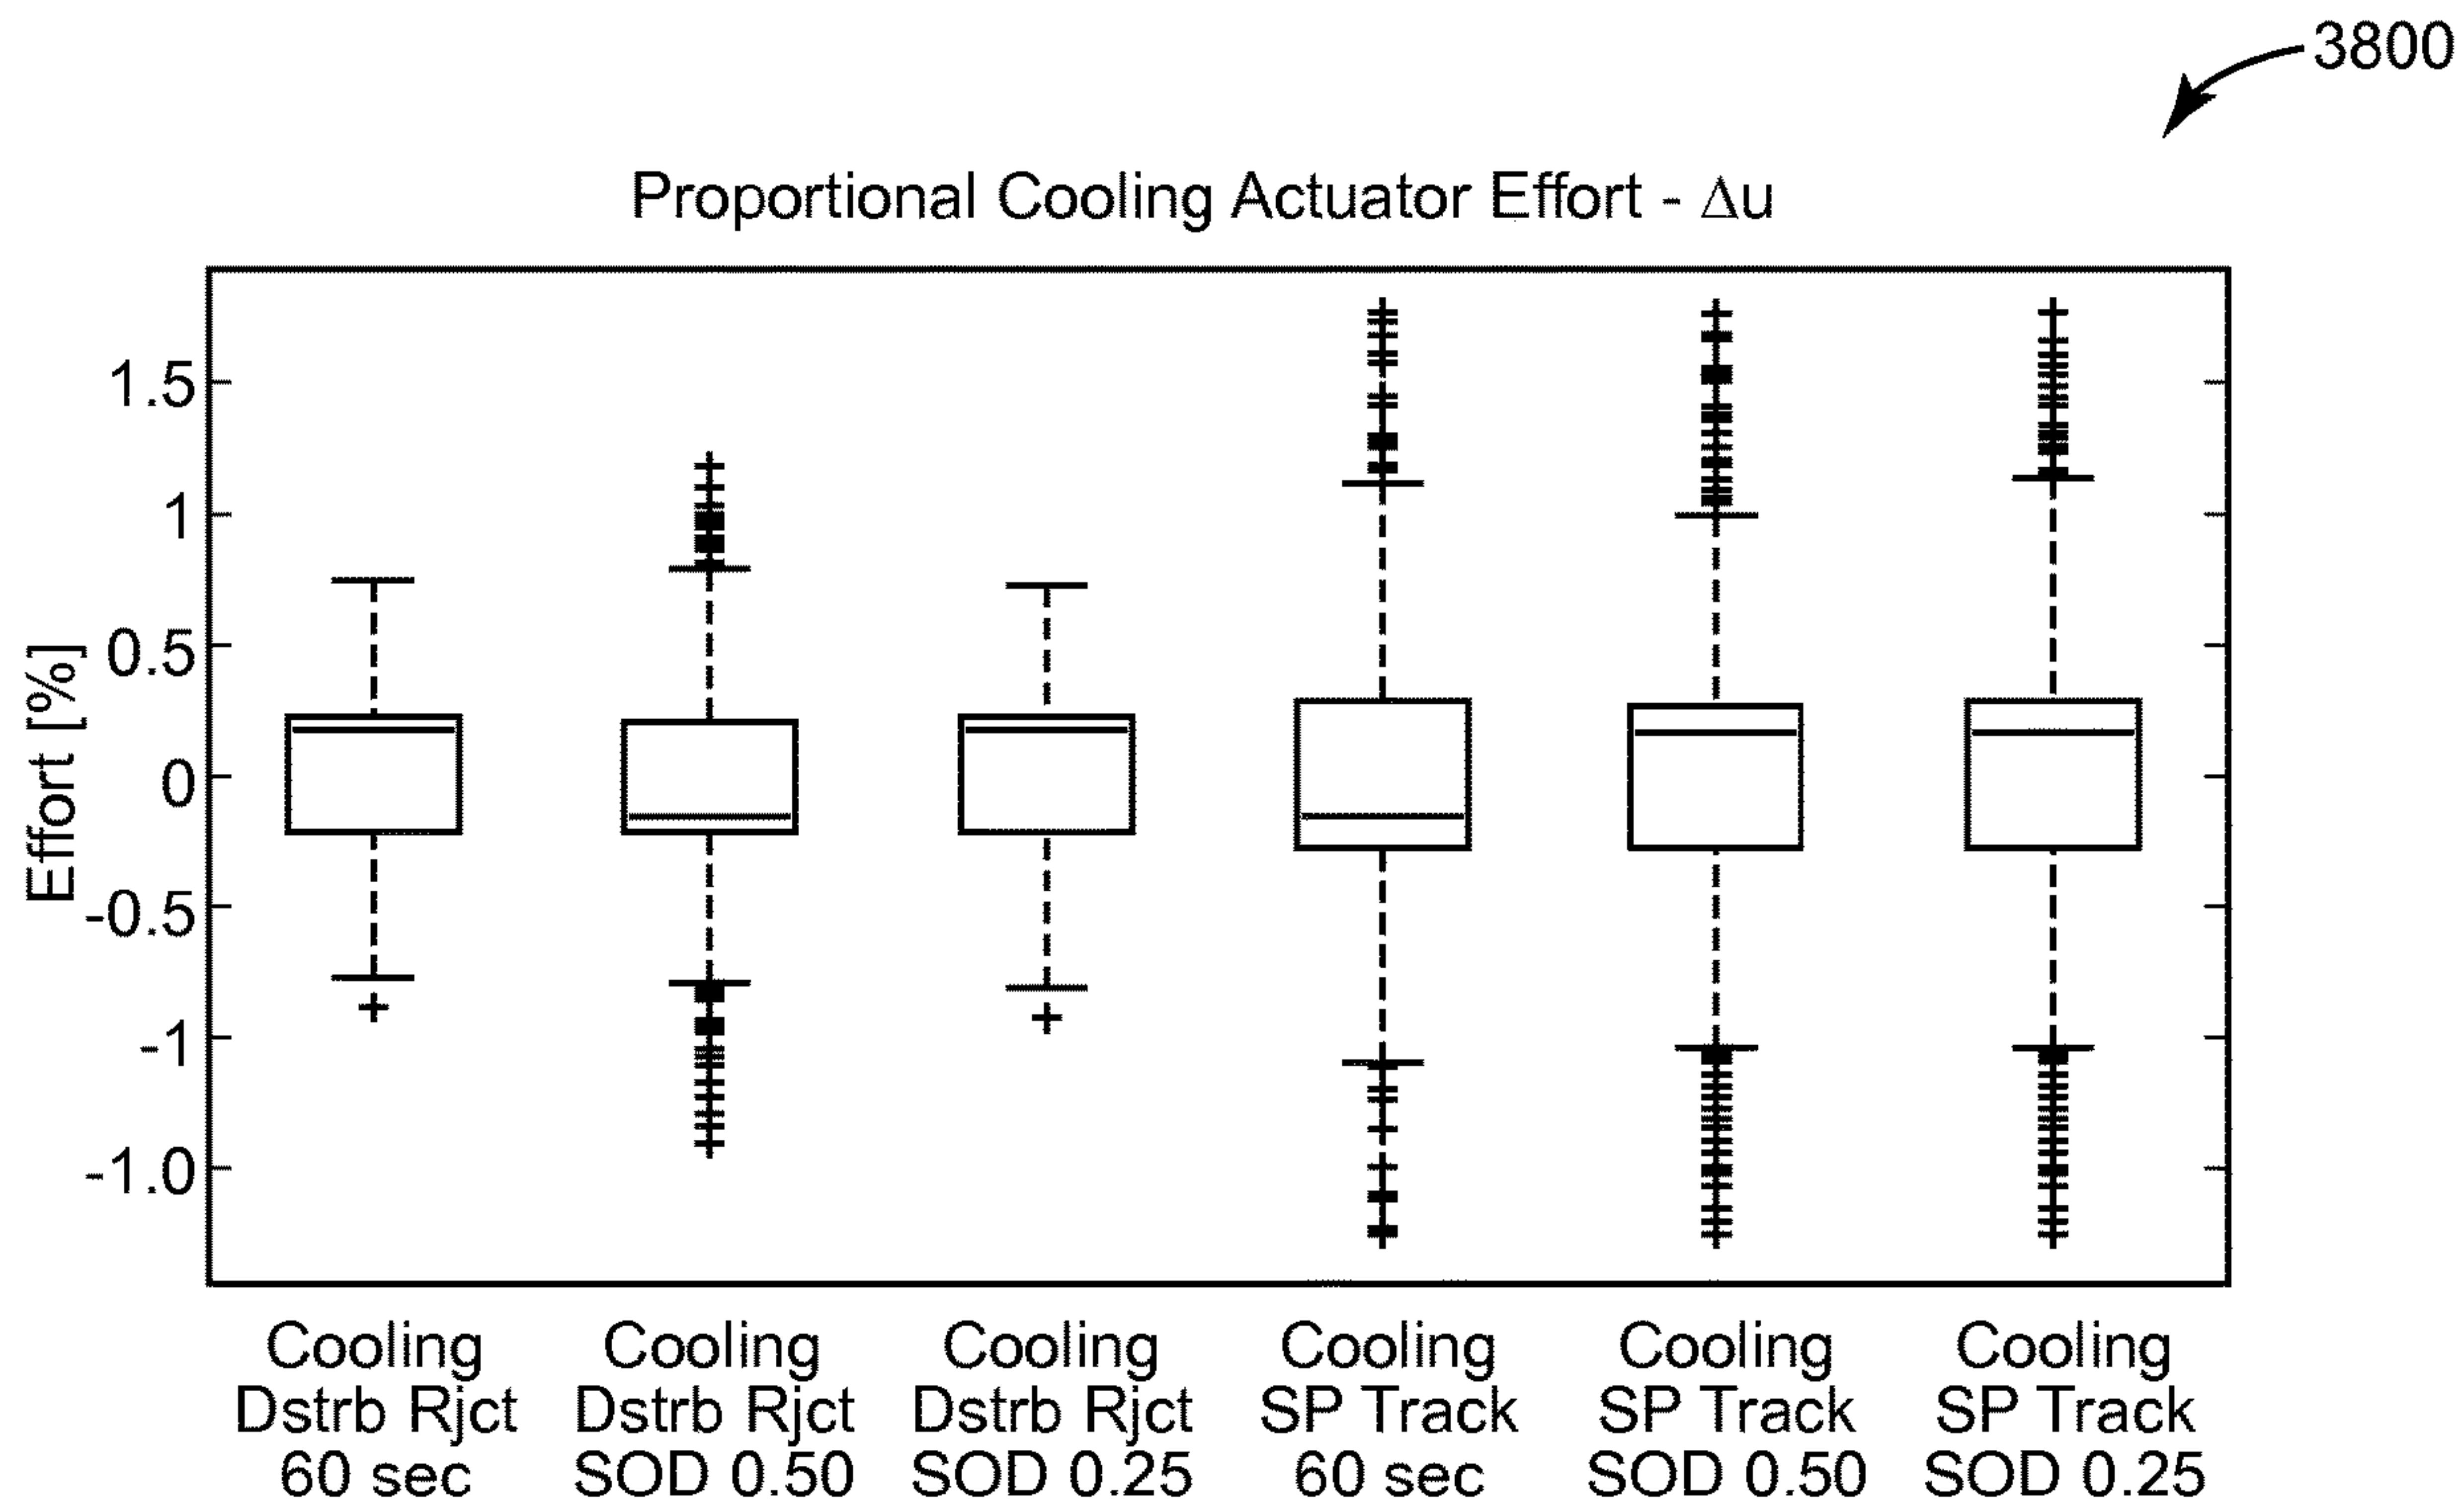 3800
Proportional Cooling Actuator Effort - Δu
Effort [%]
1.5
1
0.5
0
-0.5
-1
-1.0
Cooling Dstrb Rjct 60 sec
Cooling Dstrb Rjct SOD 0.50
Cooling Dstrb Rjct SOD 0.25
Cooling SP Track 60 sec
Cooling SP Track SOD 0.50
Cooling SP Track SOD 0.25